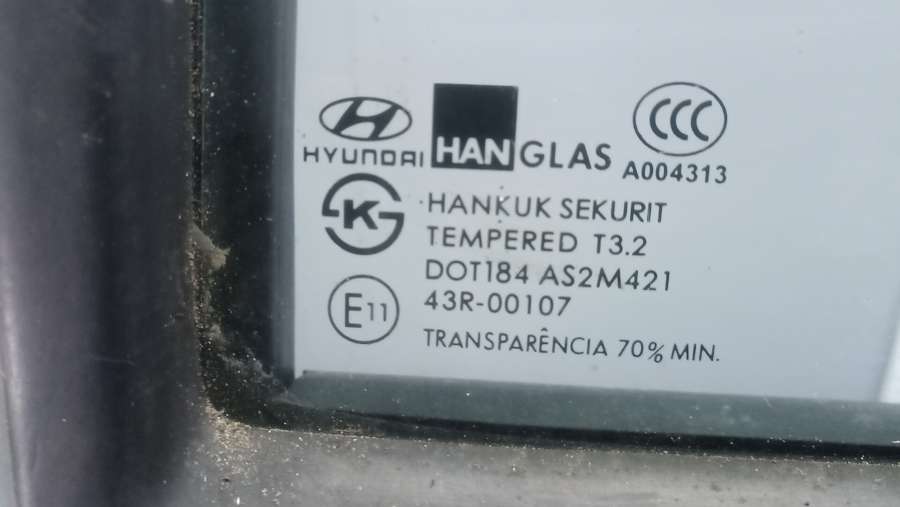 HYUNDAI HANGLAS CCC
A004313
K HANKUK SEKURIT
TEMPERED T3.2
DOT184 AS2M421
E11 43R-00107
TRANSPARÊNCIA 70% MIN.